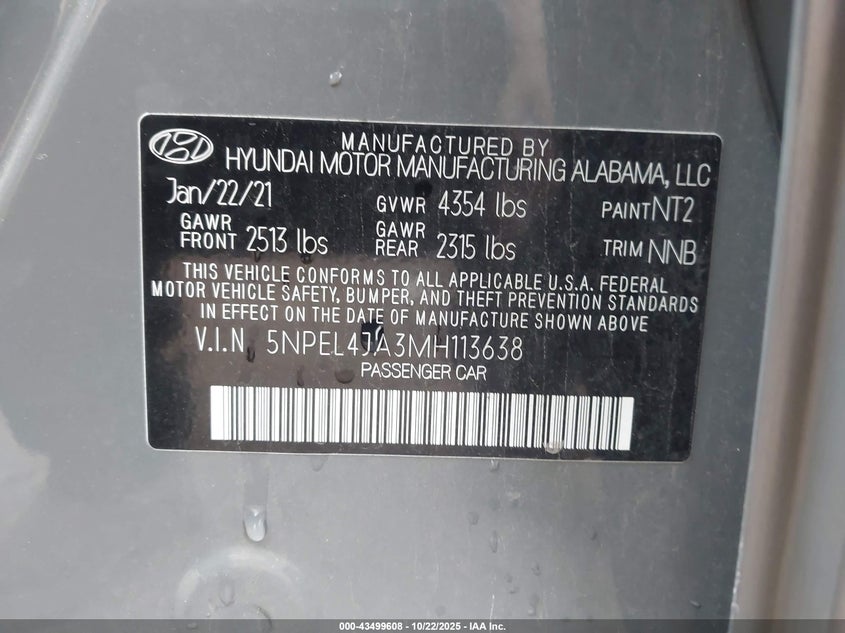 MANUFACTURED BY
HYUNDAI MOTOR MANUFACTURING ALABAMA, LLC
Jan/22/21 GVWR 4354 lbs PAINT NT2
GAWR FRONT 2513 lbs GAWR REAR 2315 lbs TRIM NNB
THIS VEHICLE CONFORMS TO ALL APPLICABLE U.S.A. FEDERAL
MOTOR VEHICLE SAFETY, BUMPER, AND THEFT PREVENTION STANDARDS
IN EFFECT ON THE DATE OF MANUFACTURE SHOWN ABOVE
V.I.N 5NPEL4JA3MH113638
PASSENGER CAR
000-43499608 - 10/22/2025 - IAA Inc.